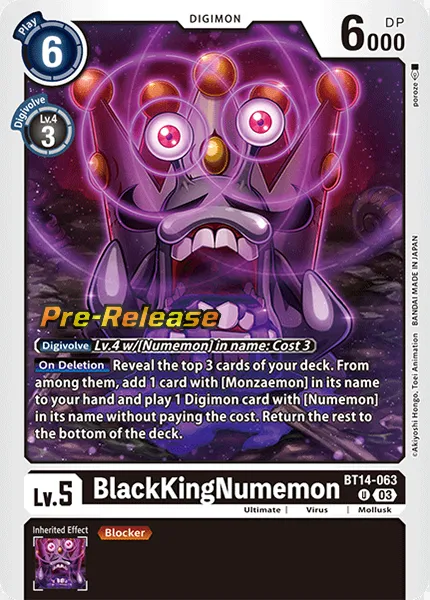 Play
6
DIGIMON
DP
6000
Digivolve
Lv.4
3
poroze
©Akiyoshi Hongo, Toei Animation BANDAI MADE IN JAPAN
Pre-Release
Digivolve Lv.4 w/[Numemon] in name: Cost 3
On Deletion Reveal the top 3 cards of your deck. From
among them, add 1 card with [Monzaemon] in its name
to your hand and play 1 Digimon card with [Numemon]
in its name without paying the cost. Return the rest to
the bottom of the deck.
Lv.5 BlackKingNumemon BT14-063
U 03
Ultimate | Virus | Mollusk
Inherited Effect
Blocker